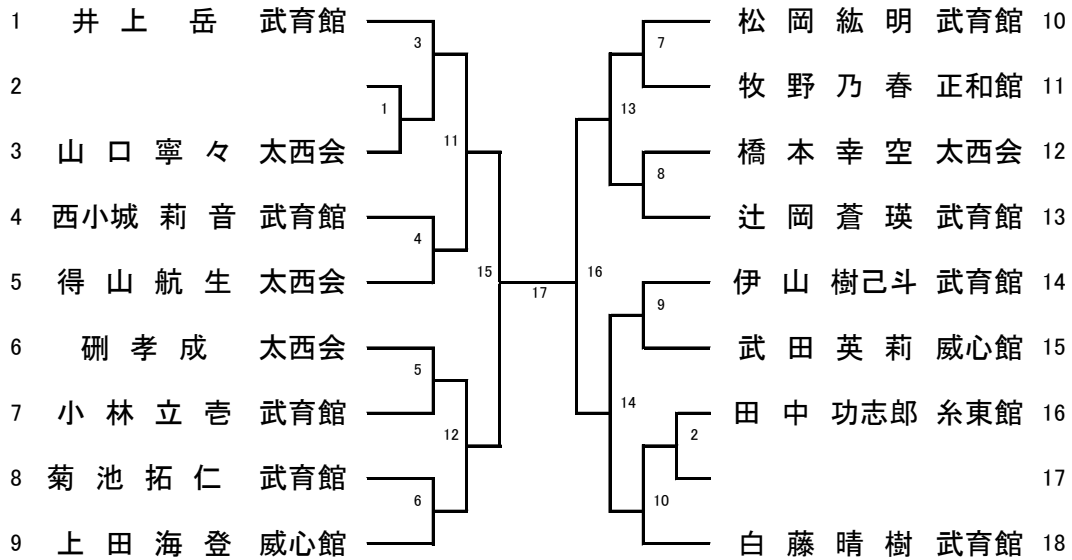 1 井上 岳 武育館
3
松岡紘明 武育館 10
7
2
1
牧野乃春 正和館 11
13
3 山口寧々 太西会
11
橋本幸空 太西会 12
8
4 西小城莉音 武育館
4
辻岡蒼瑛 武育館 13
5 得山航生 太西会
15
17
16
伊山樹己斗 武育館 14
9
6 硎孝成 太西会
5
武田英莉 威心館 15
7 小林立壱 武育館
12
14
田中功志郎 糸東館 16
2
8 菊池拓仁 武育館
6
17
10
9 上田海登 威心館
白藤晴樹 武育館 18